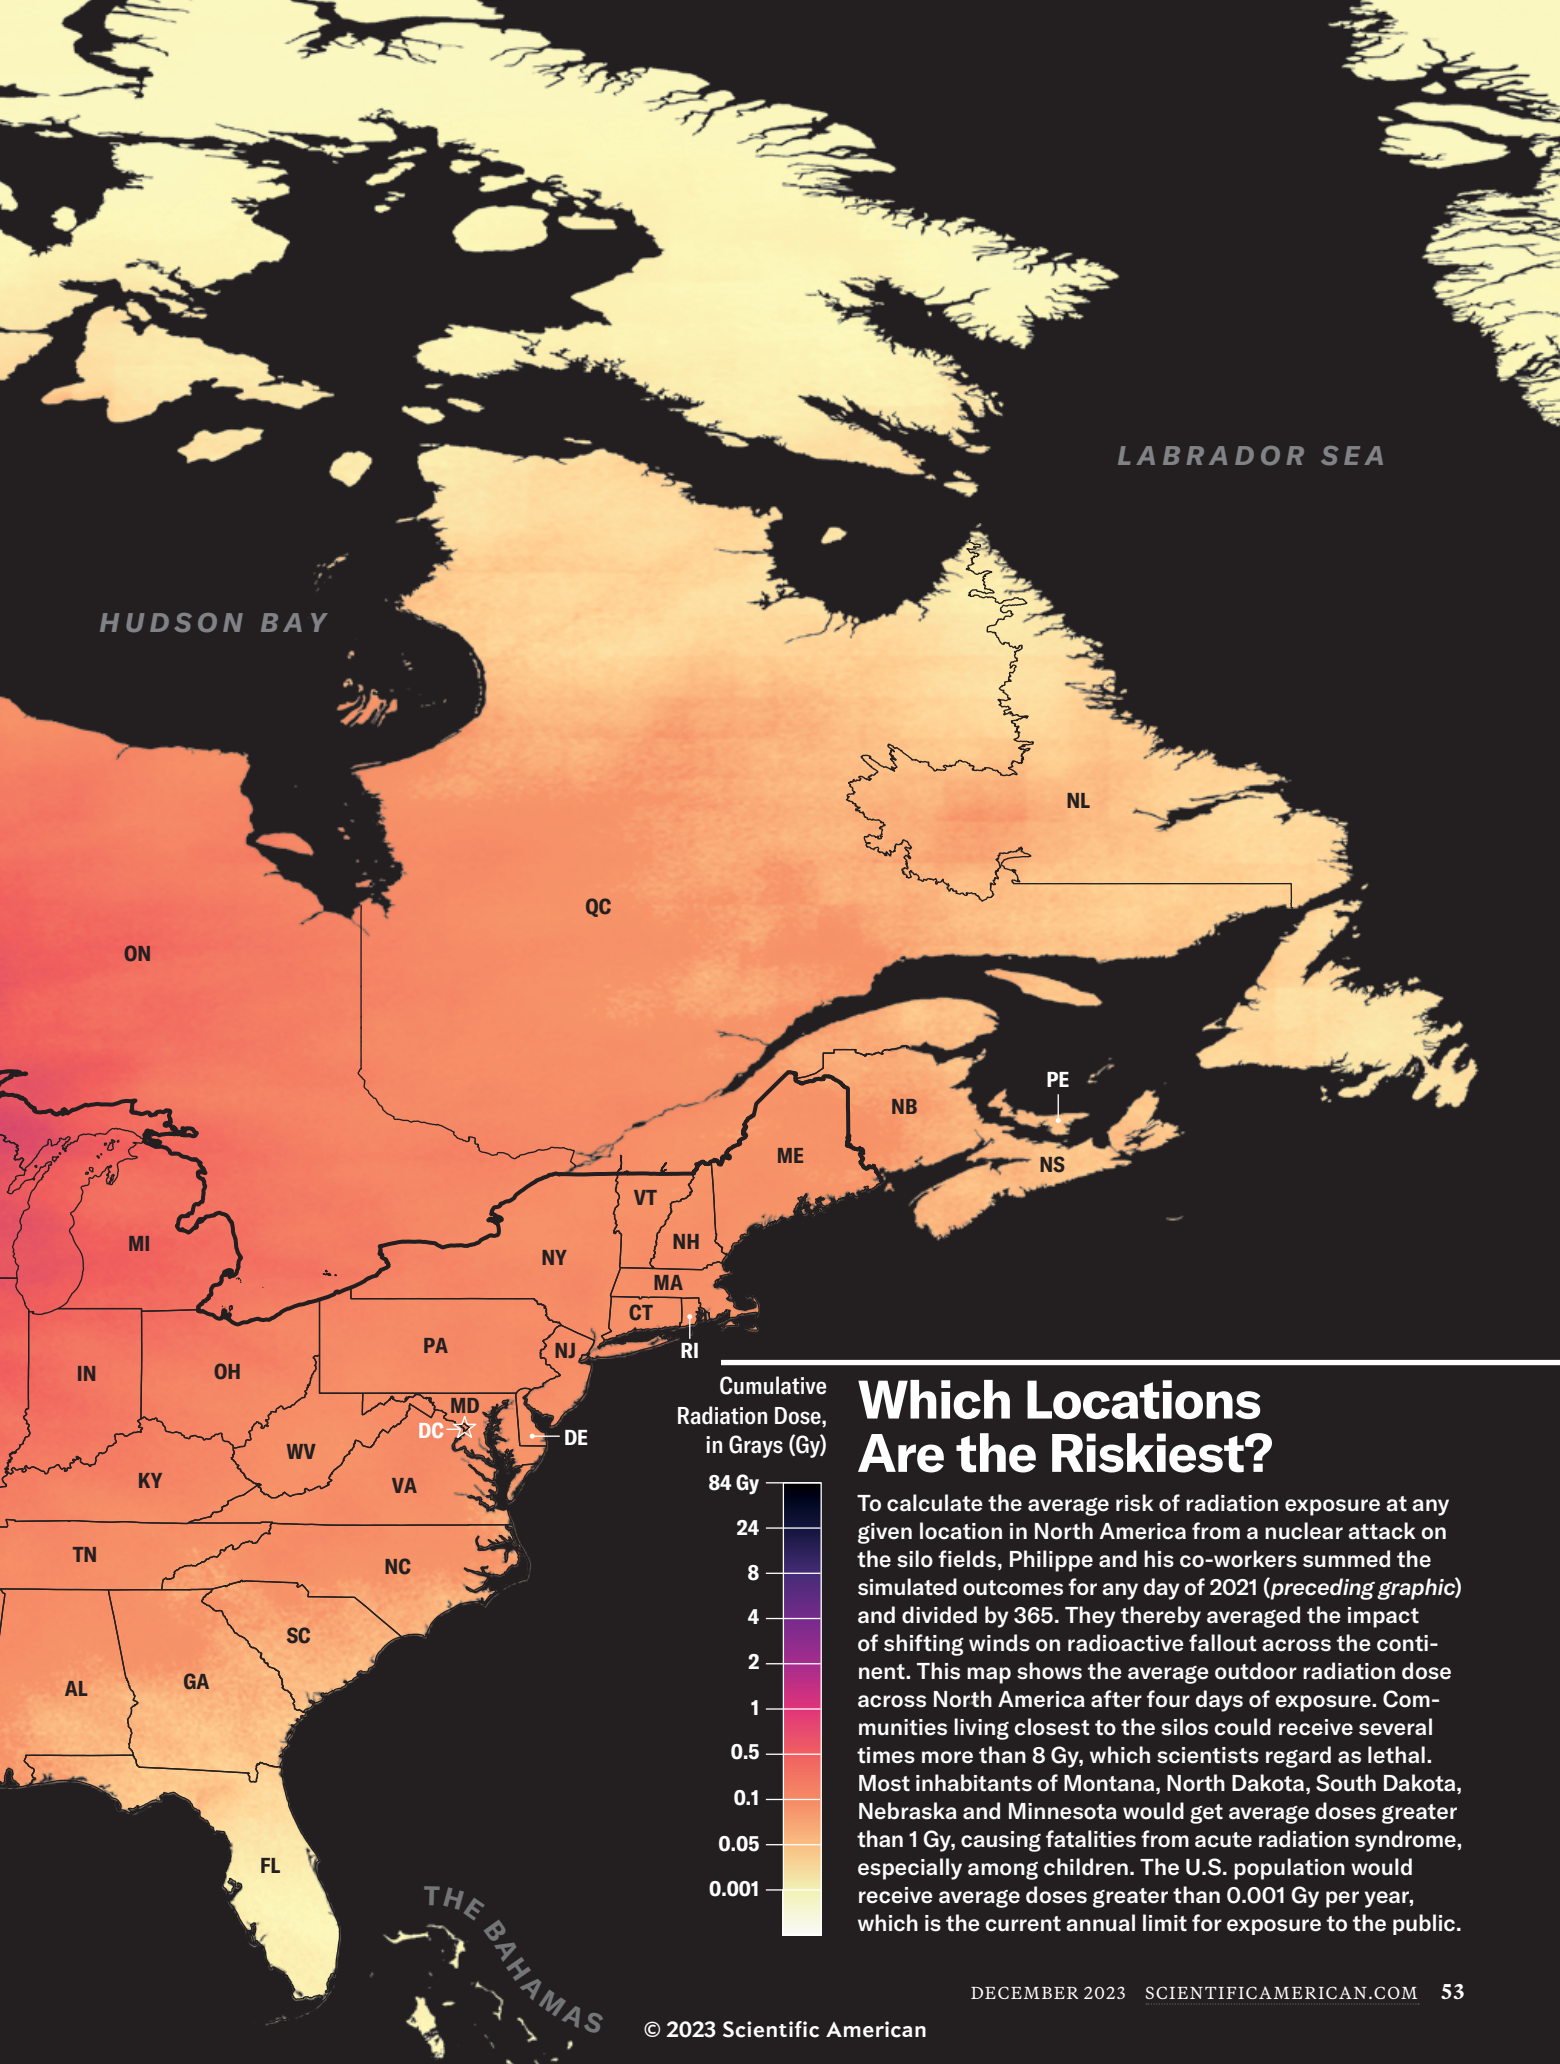 LABRADOR SEA
HUDSON BAY
NL
QC
ON
PE
NB
ME
NS
VT
MI
NH
NY
MA
CT
PA
NJ
RI
IN
OH
MD
DC
DE
WV
KY
VA
TN
NC
SC
GA
AL
FL
THE BAHAMAS
Cumulative
Radiation Dose,
in Grays (Gy)
84 Gy
24
8
4
2
1
0.5
0.1
0.05
0.001
Which Locations
Are the Riskiest?
To calculate the average risk of radiation exposure at any
given location in North America from a nuclear attack on
the silo fields, Philippe and his co-workers summed the
simulated outcomes for any day of 2021 (preceding graphic)
and divided by 365. They thereby averaged the impact
of shifting winds on radioactive fallout across the conti-
nent. This map shows the average outdoor radiation dose
across North America after four days of exposure. Com-
munities living closest to the silos could receive several
times more than 8 Gy, which scientists regard as lethal.
Most inhabitants of Montana, North Dakota, South Dakota,
Nebraska and Minnesota would get average doses greater
than 1 Gy, causing fatalities from acute radiation syndrome,
especially among children. The U.S. population would
receive average doses greater than 0.001 Gy per year,
which is the current annual limit for exposure to the public.
DECEMBER 2023 SCIENTIFICAMERICAN.COM 53
© 2023 Scientific American